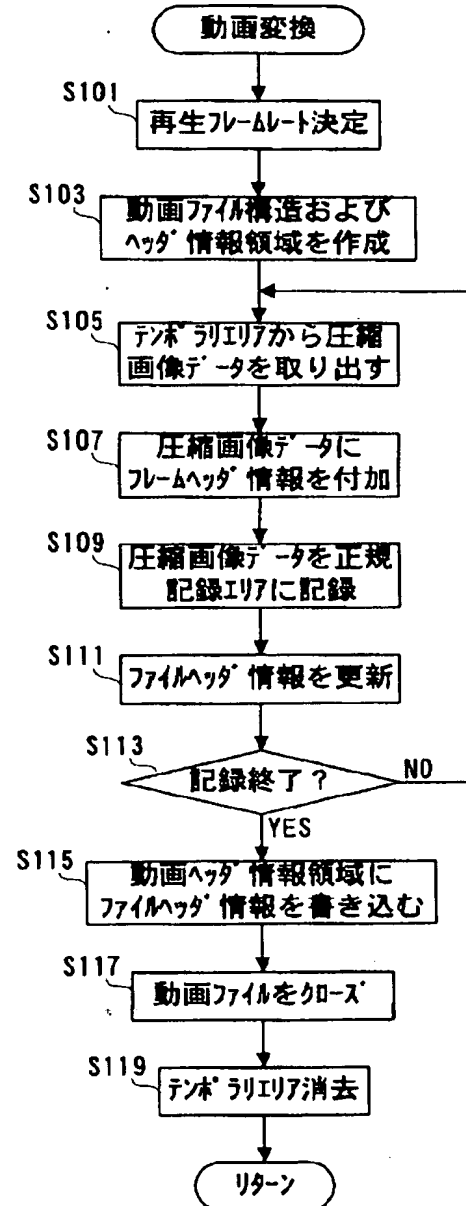 動画変換
S101
再生フレームレート決定
S103
動画ファイル構造および
ヘッダ情報領域を作成
S105
テンポラリエリアから圧縮
画像データを取り出す
S107
圧縮画像データに
フレームヘッダ情報を付加
S109
圧縮画像データを正規
記録エリアに記録
S111
ファイルヘッダ情報を更新
S113
記録終了?
NO
YES
S115
動画ヘッダ情報領域に
ファイルヘッダ情報を書き込む
S117
動画ファイルをクローズ
S119
テンポラリエリア消去
リターン